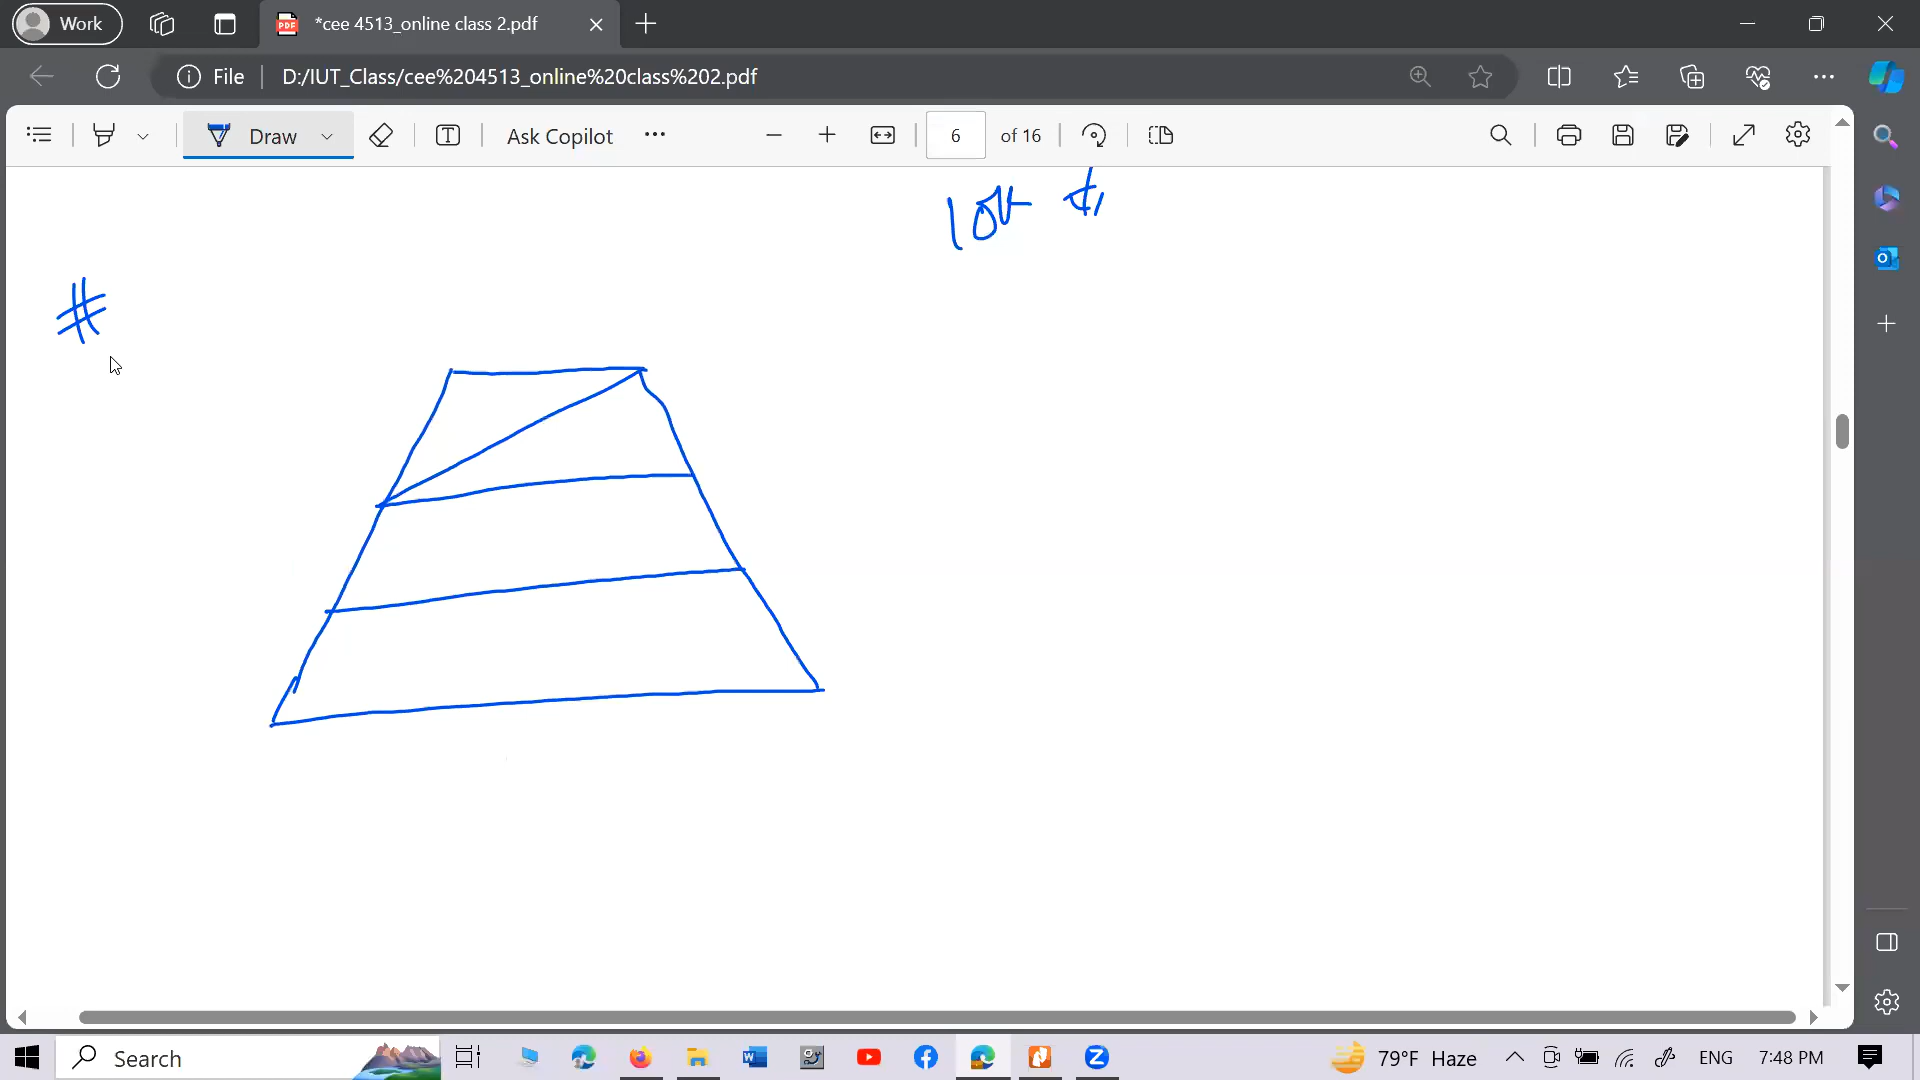 Work
*cee 4513_online class 2.pdf
File
D:/IUT_Class/cee%204513_online%20class%202.pdf
Draw
Ask Copilot
6 of 16
#
Search
79°F Haze
ENG
7:48 PM